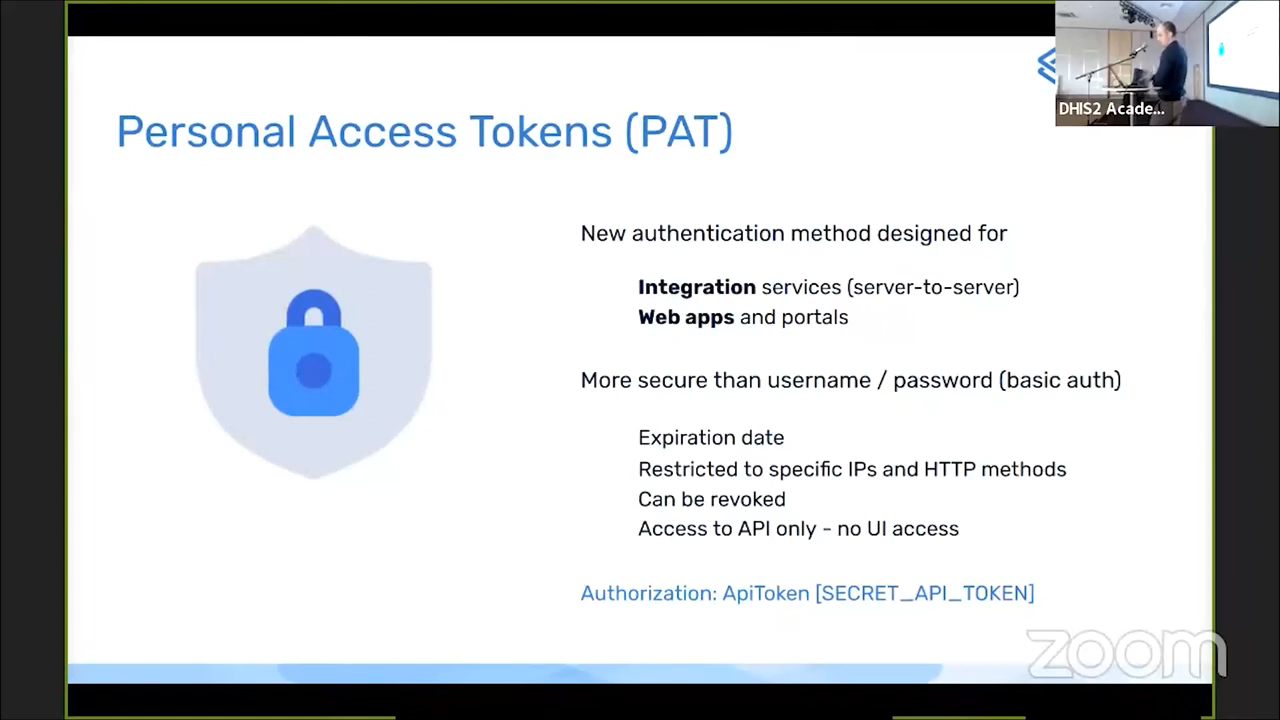 DHIS2 Acade...
Personal Access Tokens (PAT)
New authentication method designed for
Integration services (server-to-server)
Web apps and portals
More secure than username / password (basic auth)
Expiration date
Restricted to specific IPs and HTTP methods
Can be revoked
Access to API only - no UI access
Authorization: ApiToken [SECRET_API_TOKEN]
zoom